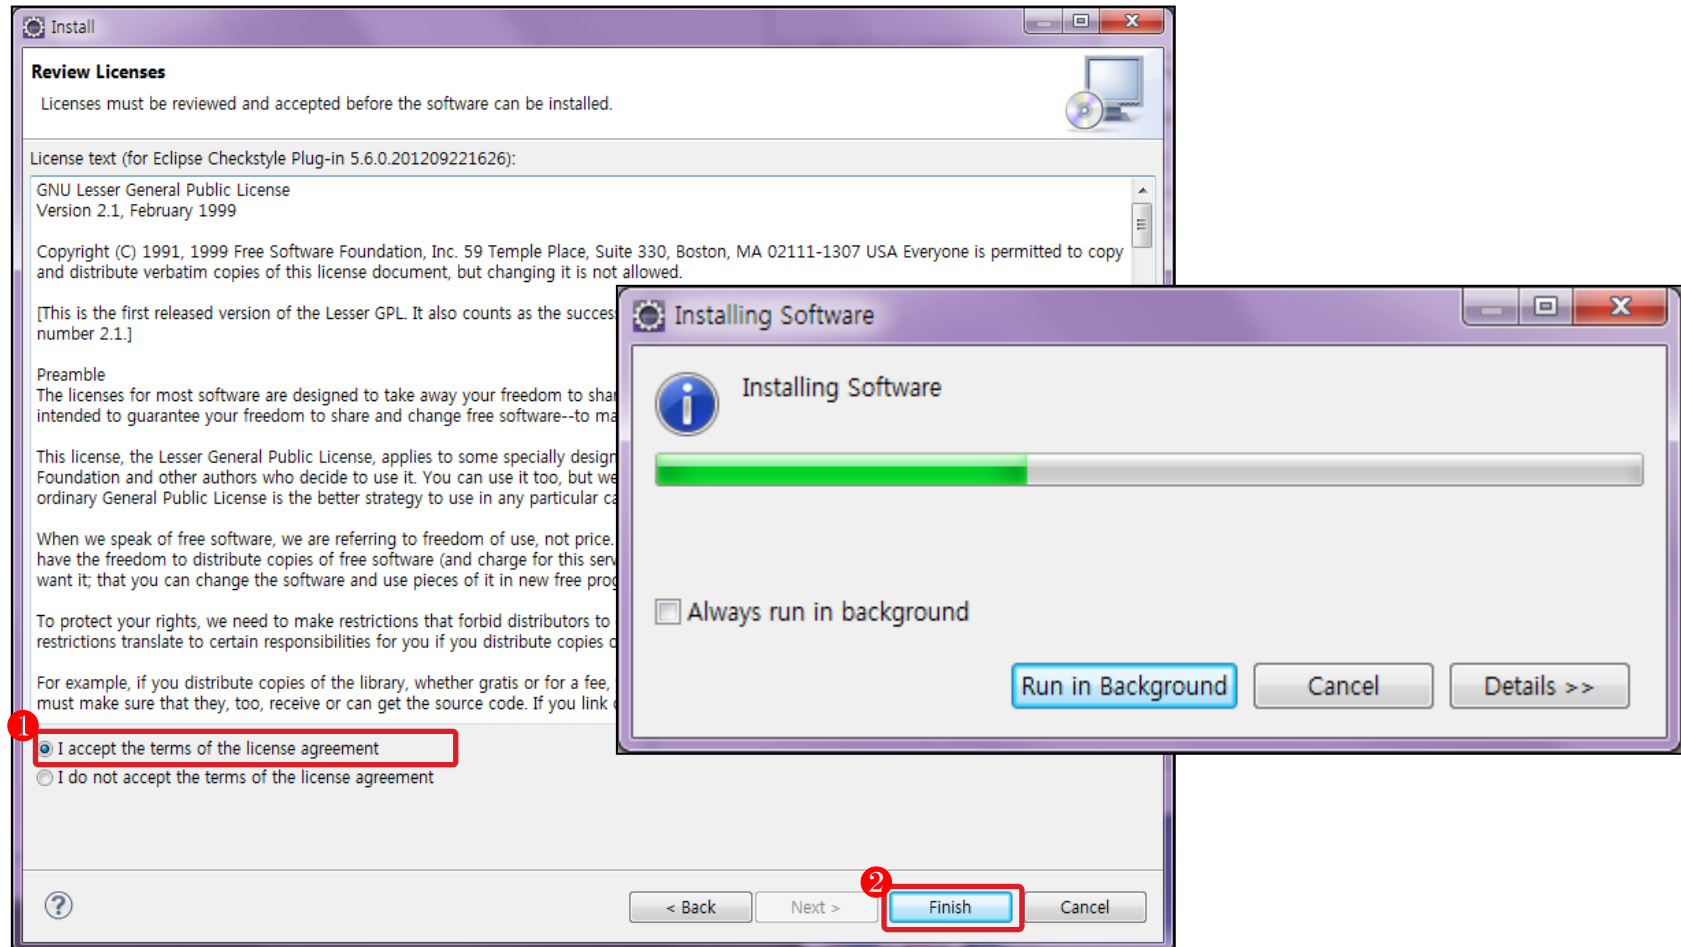 Install
Review Licenses
Licenses must be reviewed and accepted before the software can be installed.
License text (for Eclipse Checkstyle Plug-in 5.6.0.201209221626):
GNU Lesser General Public License
Version 2.1, February 1999
Copyright (C) 1991, 1999 Free Software Foundation, Inc. 59 Temple Place, Suite 330, Boston, MA 02111-1307 USA Everyone is permitted to copy
and distribute verbatim copies of this license document, but changing it is not allowed.
[This is the first released version of the Lesser GPL. It also counts as the
number 2.1.]
Preamble
The licenses for most software are designed to take away your freedom to
intended to guarantee your freedom to share and change free software--to
This license, the Lesser General Public License, applies to some specially
Foundation and other authors who decide to use it. You can use it too, but we
ordinary General Public License is the better strategy to use in any particular
When we speak of free software, we are referring to freedom of use, not price.
have the freedom to distribute copies of free software (and charge for this
want it; that you can change the software and use pieces of it in new free
To protect your rights, we need to make restrictions that forbid distributors to
restrictions translate to certain responsibilities for you if you distribute copies
For example, if you distribute copies of the library, whether gratis or for a fee,
must make sure that they, too, receive or can get the source code. If you link
1
I accept the terms of the license agreement
I do not accept the terms of the license agreement
2
?
< Back
Next >
Finish
Cancel
Installing Software
i
Installing Software
Always run in background
Run in Background
Cancel
Details >>